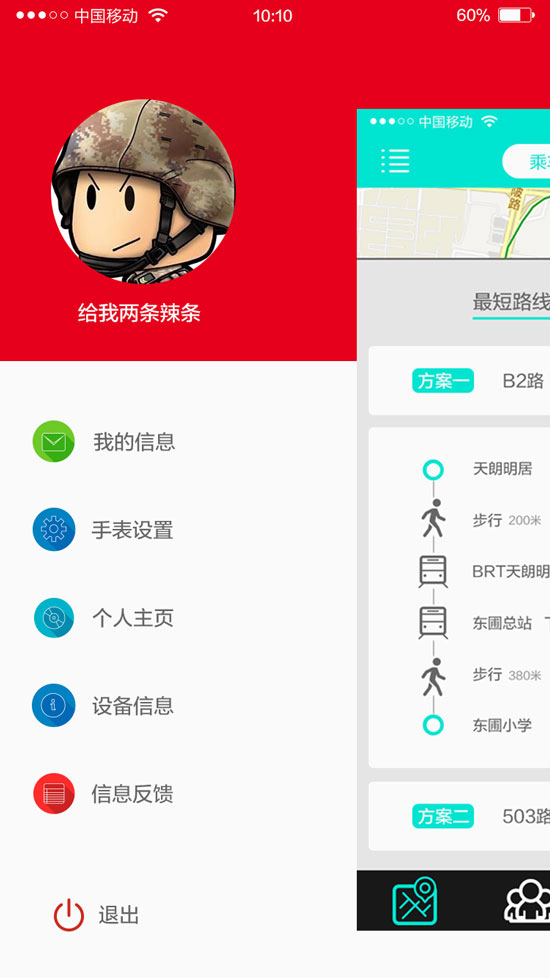 中国移动
10:10
60%
给我两条辣条
我的信息
手表设置
个人主页
设备信息
信息反馈
退出
中国移动
陂路
最短路线
方案一 B2路
天朗明居
步行 200米
BRT天朗明
东圃总站
步行 380米
东圃小学
方案二 503路